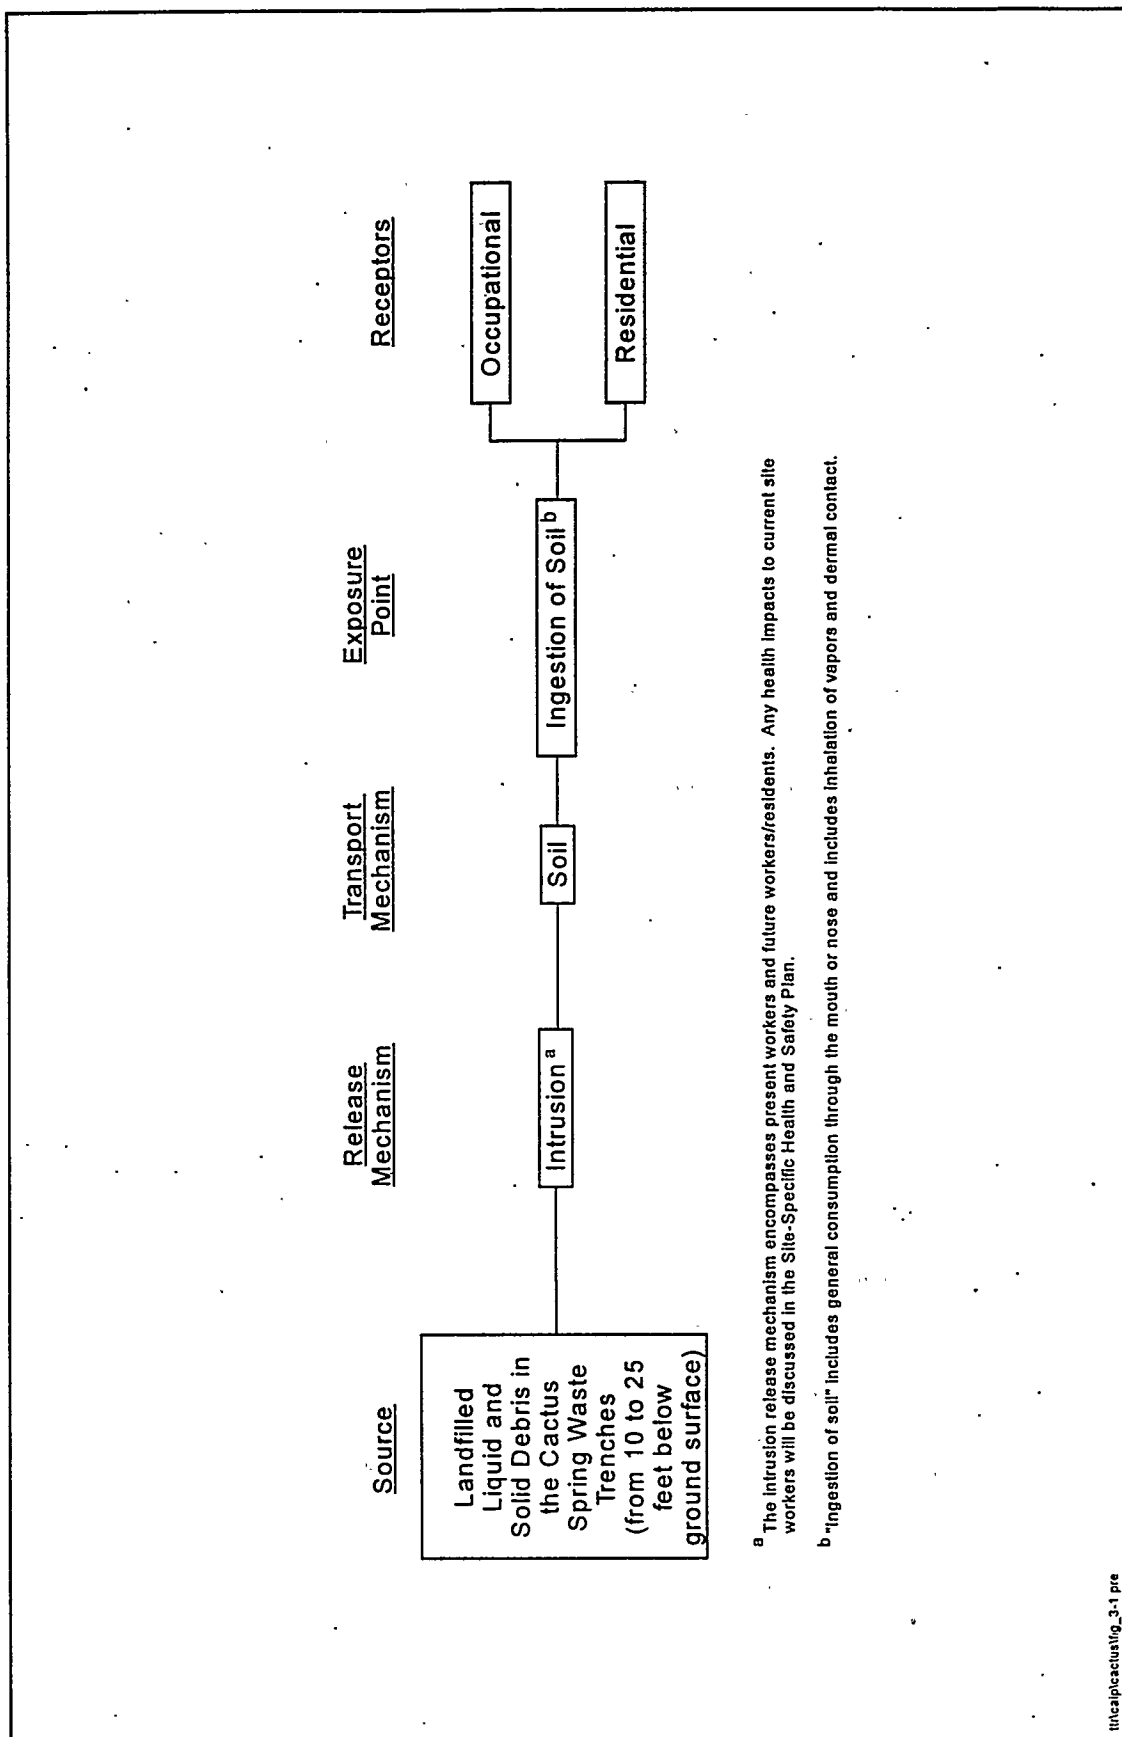 Source
Release
Mechanism
Transport
Mechanism
Exposure
Point
Receptors
Landfilled
Liquid and
Solid Debris in
the Cactus
Spring Waste
Trenches
(from 10 to 25
feet below
ground surface)
Intrusion a
Soil
Ingestion of Soil b
Occupational
Residential
a The intrusion release mechanism encompasses present workers and future workers/residents. Any health impacts to current site
workers will be discussed in the Site-Specific Health and Safety Plan.
b "Ingestion of soil" includes general consumption through the mouth or nose and includes inhalation of vapors and dermal contact.
ttr\caip\cactus\fig_3-1 pre